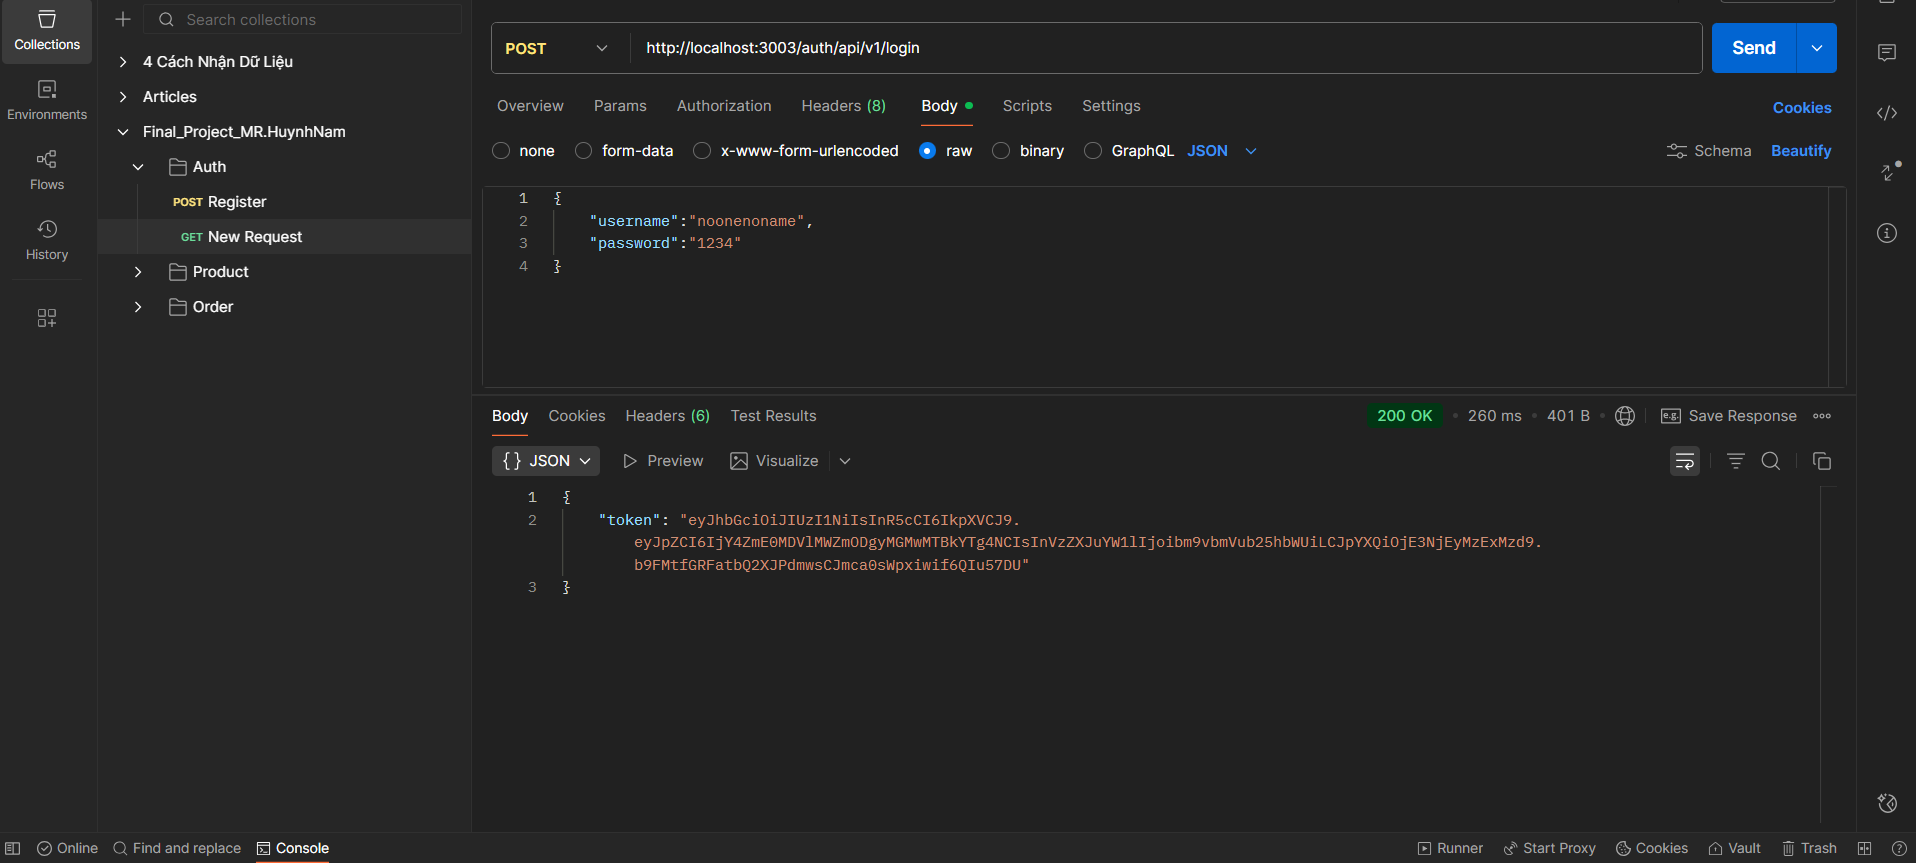 Collections
Environments
Flows
History
Search collections
4 Cách Nhận Dữ Liệu
Articles
Final_Project_MR.HuynhNam
Auth
POST Register
GET New Request
Product
Order
POST
http://localhost:3003/auth/api/v1/login
Send
Overview Params Authorization Headers (8) Body Scripts Settings
Cookies
none form-data x-www-form-urlencoded raw binary GraphQL JSON
Schema Beautify
1 {
2 "username":"noonenoname",
3 "password":"1234"
4 }
Body Cookies Headers (6) Test Results
200 OK 260 ms 401 B e.g. Save Response
{} JSON Preview Visualize
1 {
2 "token": "eyJhbGciOiJIUzI1NiIsInR5cCI6IkpXVCJ9.
eyJpZCI6IjY4ZmE0MDVlMWZmODgyMGMwMTBkYTg4NCIsInVzZXJuYW1lIjoibm9vbmVub25hbWUiLCJpYXQiOjE3NjEyMzExMzd9.
b9FMtfGRFatbQ2XJPdmwsCJmca0sWpxiwif6QIu57DU"
3 }
Online Find and replace Console
Runner Start Proxy Cookies Vault Trash